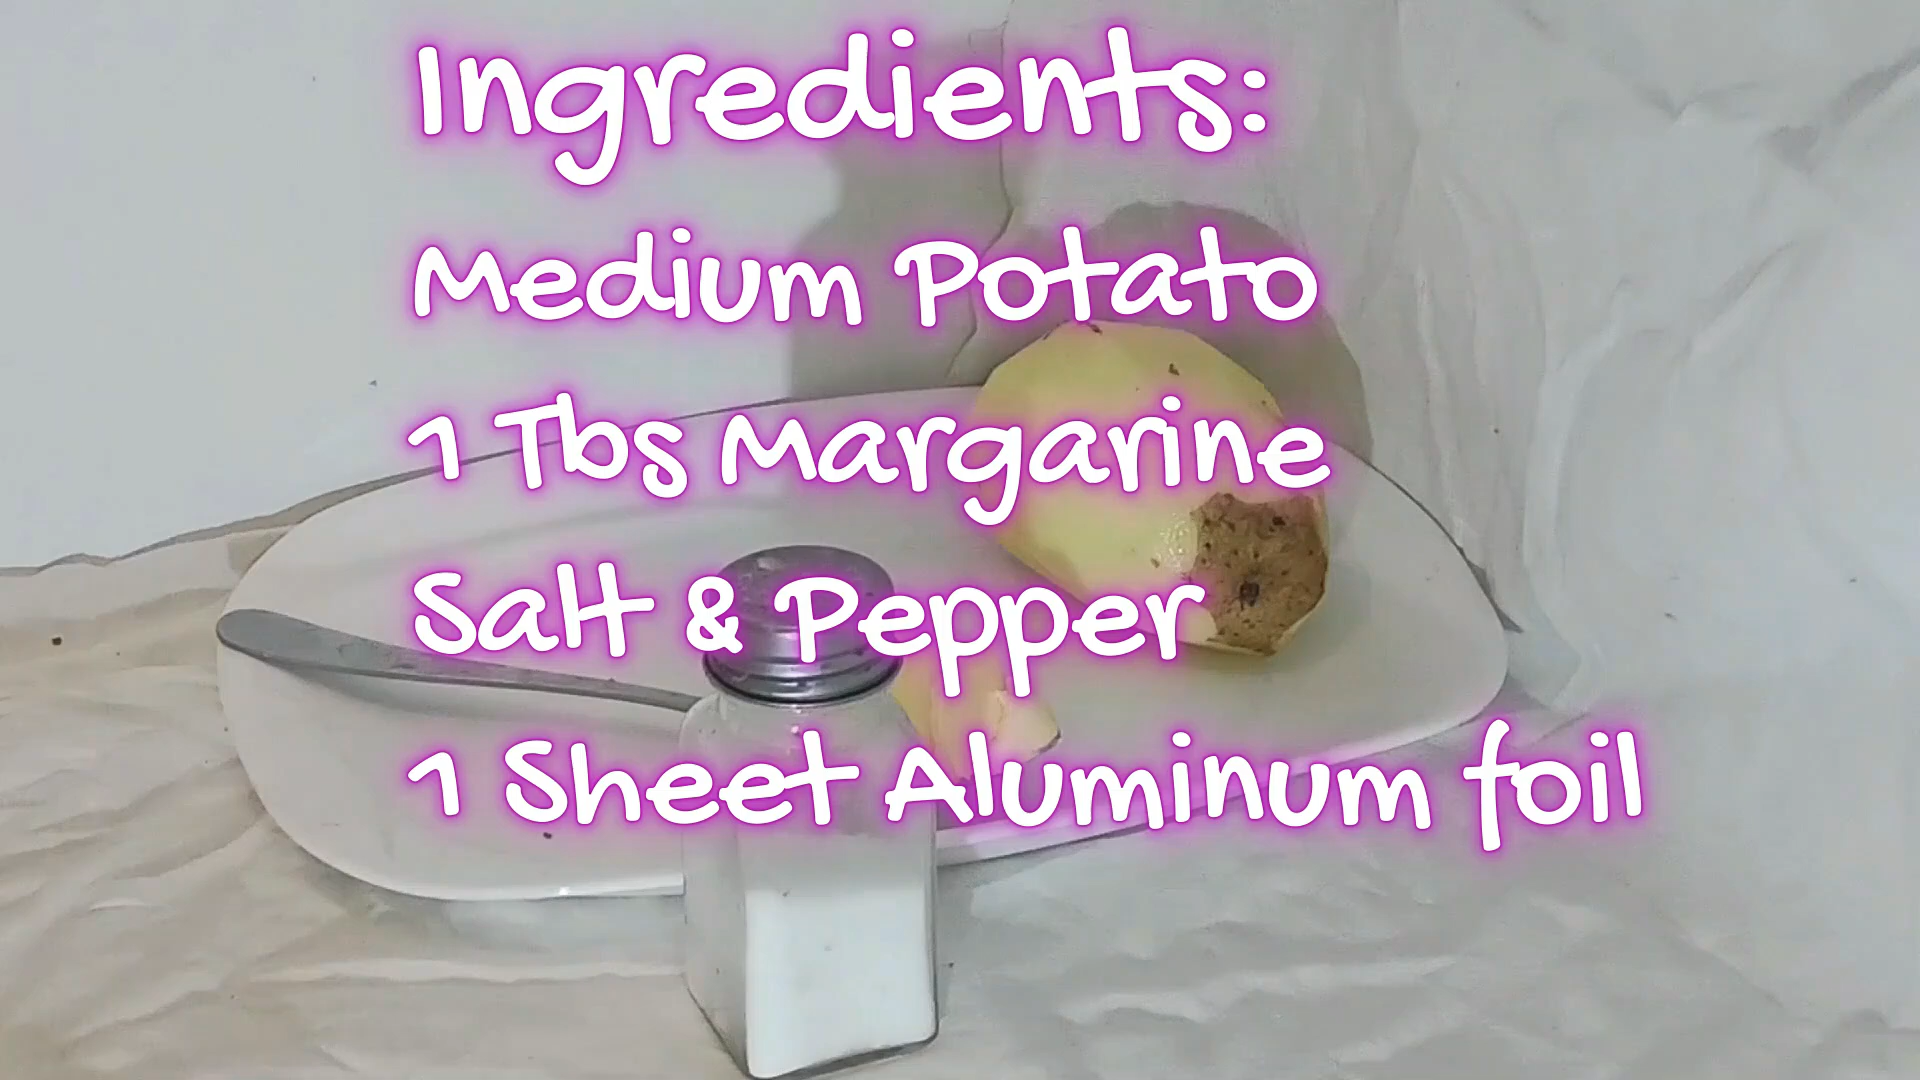 Ingredients:
Medium Potato
1 Tbs Margarine
Salt & Pepper
1 Sheet Aluminum foil